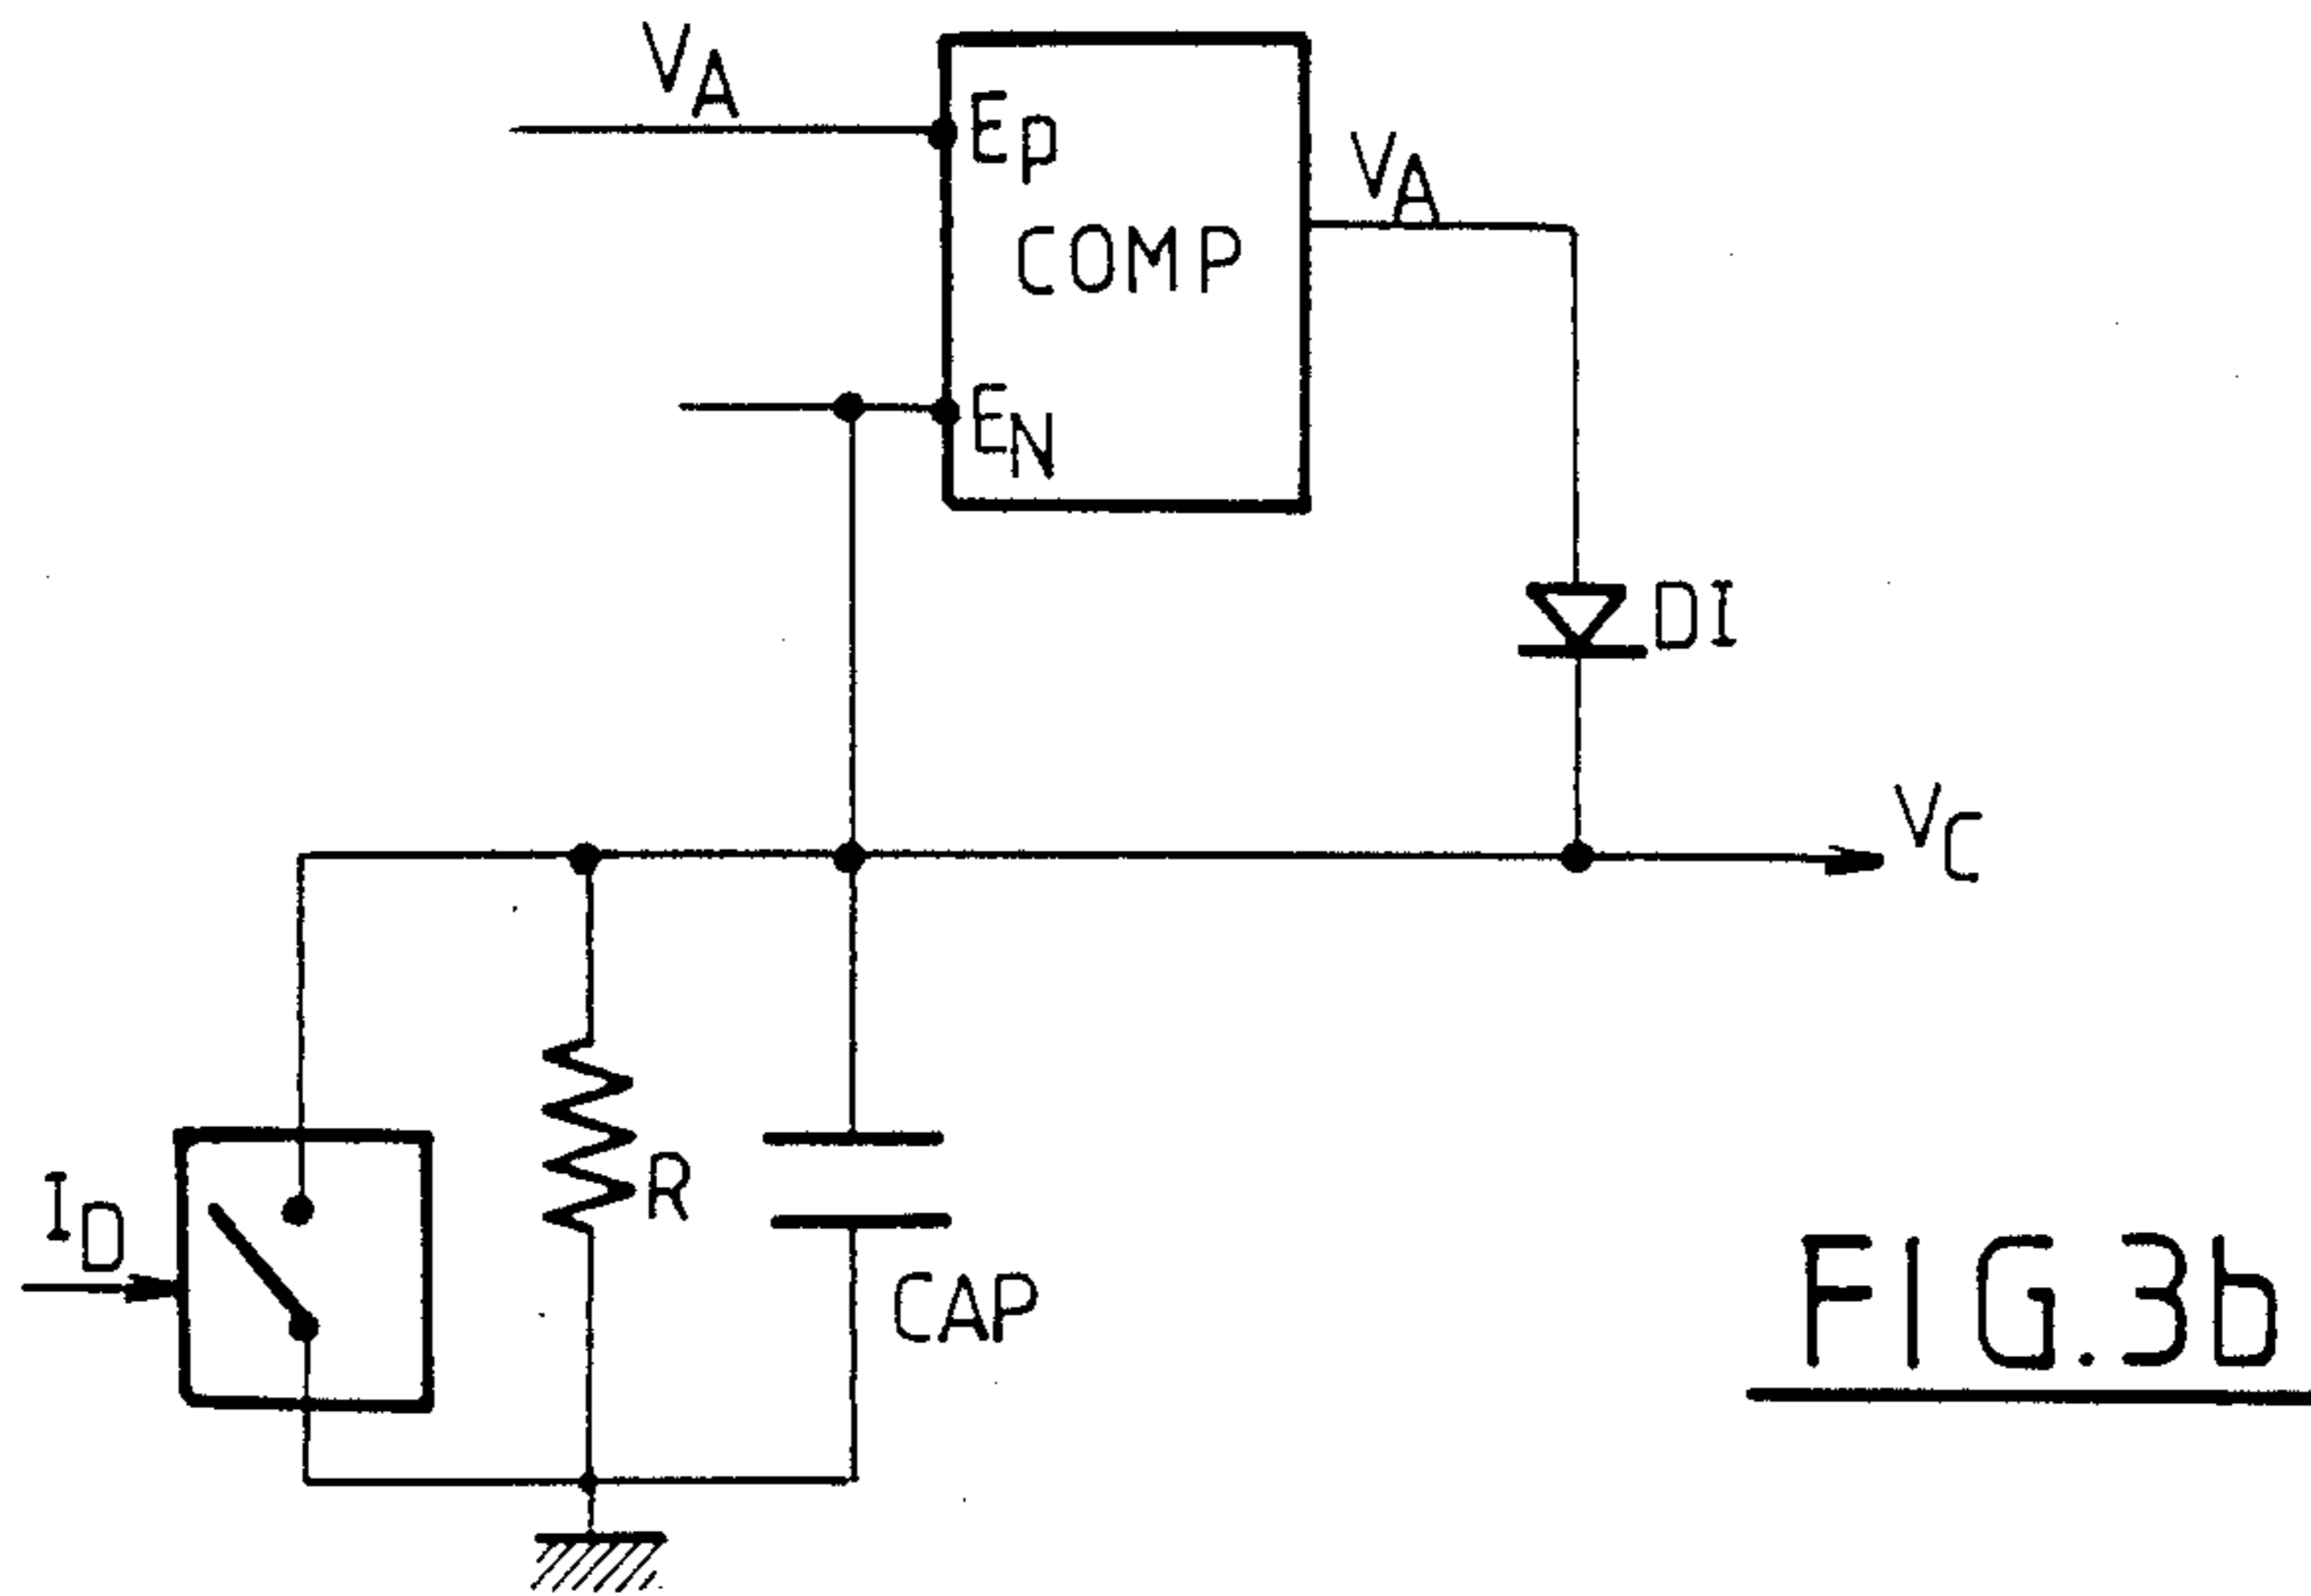 VA
EP
VA
COMP
EN
DI
VC
ID
R
CAP
FIG.3b